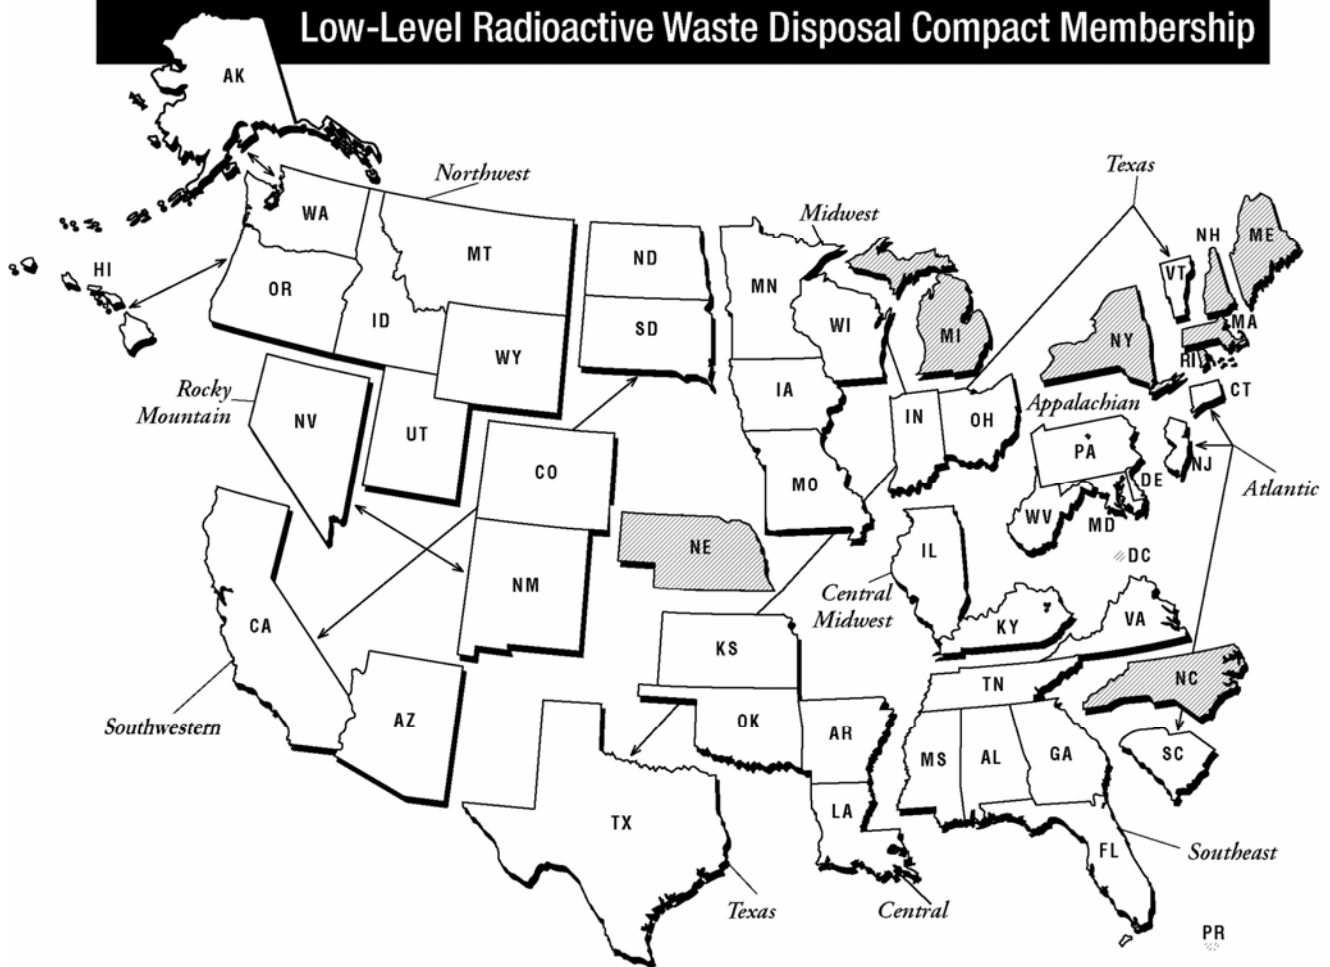 Low-Level Radioactive Waste Disposal Compact Membership
AK
Northwest
Texas
WA
Midwest
NH
ME
MT
ND
VT
HI
OR
MN
ID
SD
WI
MI
NY
MA
WY
RI
Rocky
Mountain
IA
CT
NV
UT
IN
OH
Appalachian
CO
MO
PA
NJ
DE
Atlantic
WV
MD
NE
IL
DC
NM
Central
Midwest
CA
KY
VA
KS
TN
NC
Southwestern
AZ
OK
AR
MS
AL
GA
SC
TX
LA
FL
Southeast
Texas
Central
PR